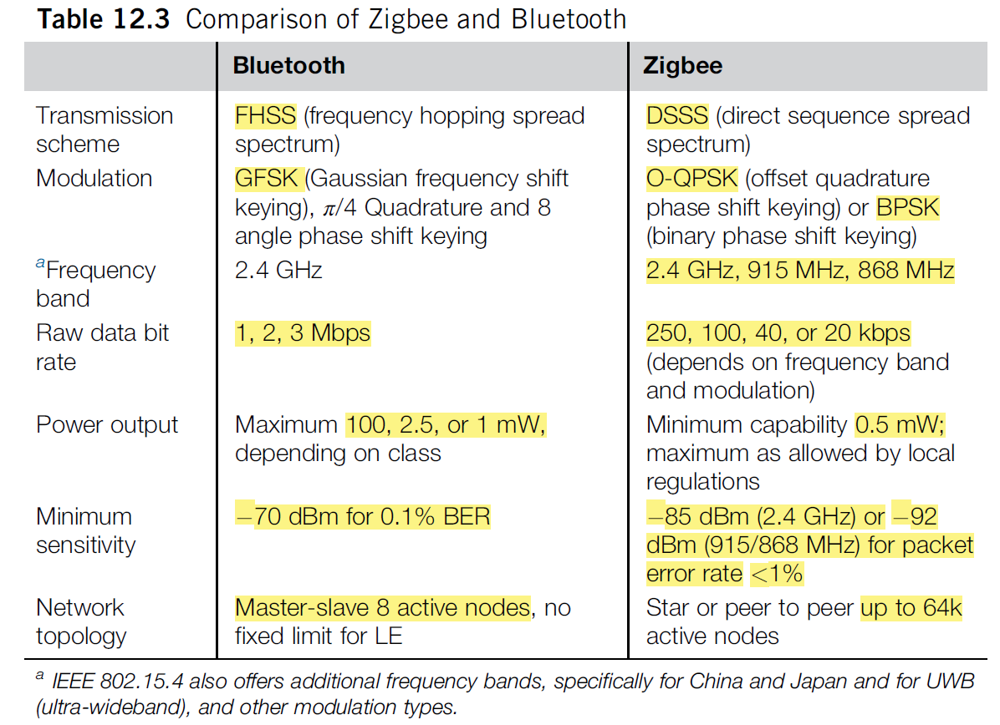 Table 12.3 Comparison of Zigbee and Bluetooth
Bluetooth
Zigbee
Transmission
scheme
FHSS (frequency hopping spread
spectrum)
DSSS (direct sequence spread
spectrum)
Modulation
GFSK (Gaussian frequency shift
keying), π/4 Quadrature and 8
angle phase shift keying
O-QPSK (offset quadrature
phase shift keying) or BPSK
(binary phase shift keying)
aFrequency
band
2.4 GHz
2.4 GHz, 915 MHz, 868 MHz
Raw data bit
rate
1, 2, 3 Mbps
250, 100, 40, or 20 kbps
(depends on frequency band
and modulation)
Power output
Maximum 100, 2.5, or 1 mW,
depending on class
Minimum capability 0.5 mW;
maximum as allowed by local
regulations
Minimum
sensitivity
−70 dBm for 0.1% BER
−85 dBm (2.4 GHz) or −92
dBm (915/868 MHz) for packet
error rate <1%
Network
topology
Master-slave 8 active nodes, no
fixed limit for LE
Star or peer to peer up to 64k
active nodes
a IEEE 802.15.4 also offers additional frequency bands, specifically for China and Japan and for UWB
(ultra-wideband), and other modulation types.